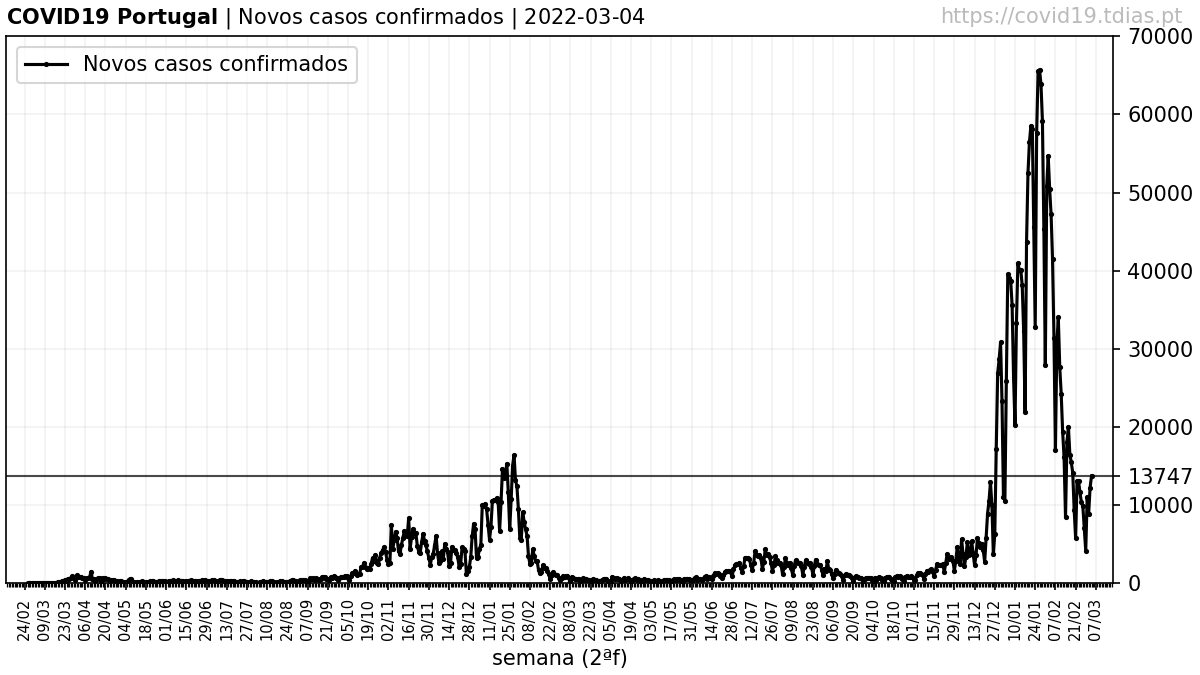 COVID19 Portugal | Novos casos confirmados | 2022-03-04
https://covid19.tdias.pt
Novos casos confirmados
70000
60000
50000
40000
30000
20000
13747
10000
0
24/02 09/03 23/03 06/04 20/04 04/05 18/05 01/06 15/06 29/06 13/07 27/07 10/08 24/08 07/09 21/09 05/10 19/10 02/11 16/11 30/11 14/12 28/12 11/01 25/01 08/02 22/02 08/03 22/03 05/04 19/04 03/05 17/05 31/05 14/06 28/06 12/07 26/07 09/08 23/08 06/09 20/09 04/10 18/10 01/11 15/11 29/11 13/12 27/12 10/01 24/01 07/02 21/02 07/03
semana (2ªf)